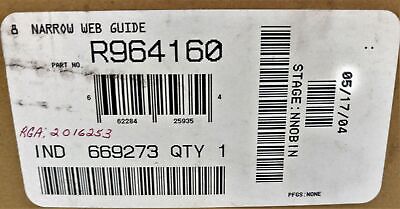 8 NARROW WEB GUIDE
PART NO. R964160
6 62284 25935 4
RGA: 2016253
IND 669273 QTY 1
STAGE: NNOBIN
05/17/04
PFGS:NONE